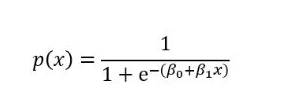 p(x) = 1 / (1 + e^−(β₀+β₁x))